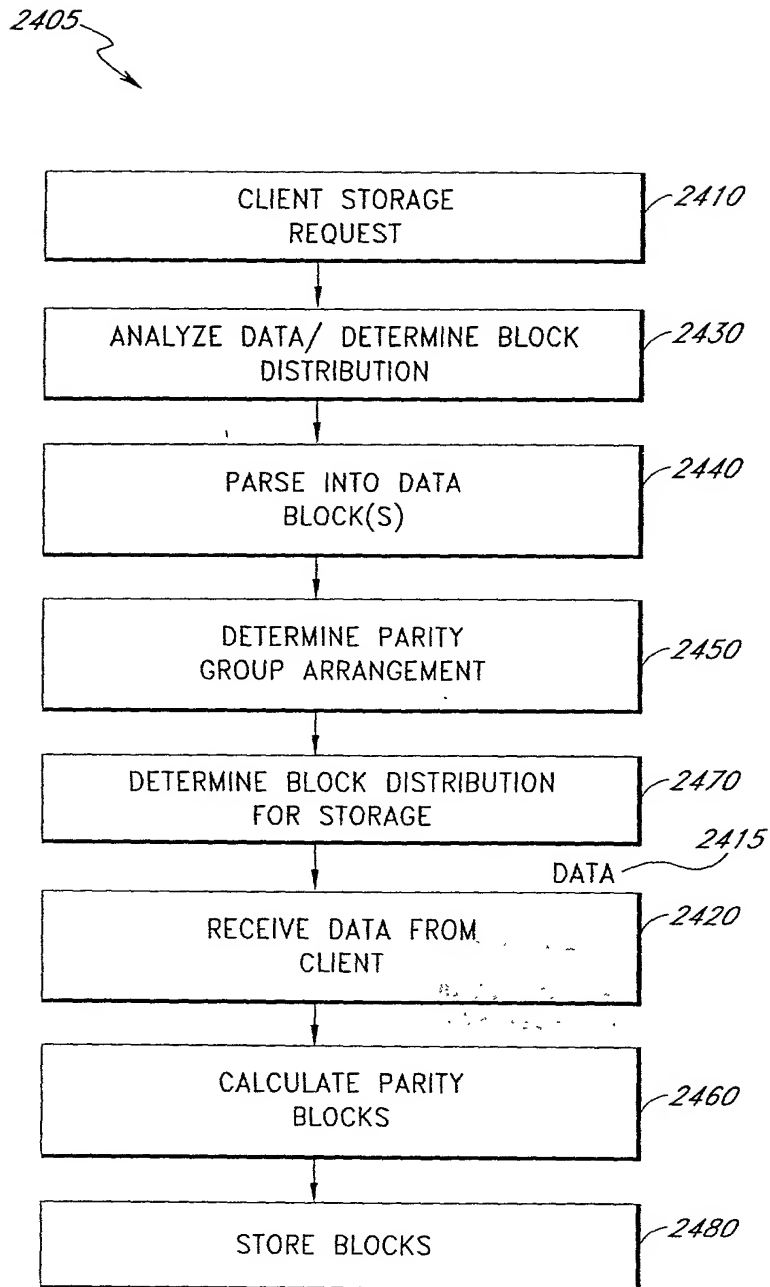 2405
CLIENT STORAGE
REQUEST
2410
ANALYZE DATA/ DETERMINE BLOCK
DISTRIBUTION
2430
PARSE INTO DATA
BLOCK(S)
2440
DETERMINE PARITY
GROUP ARRANGEMENT
2450
DETERMINE BLOCK DISTRIBUTION
FOR STORAGE
2470
DATA
2415
RECEIVE DATA FROM
CLIENT
2420
CALCULATE PARITY
BLOCKS
2460
STORE BLOCKS
2480